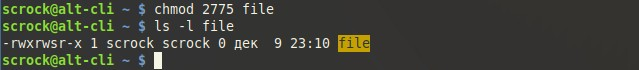 scrock@alt-cli ~ $ chmod 2775 file
scrock@alt-cli ~ $ ls -l file
-rwxrwsr-x 1 scrock scrock 0 дек  9 23:10 file
scrock@alt-cli ~ $